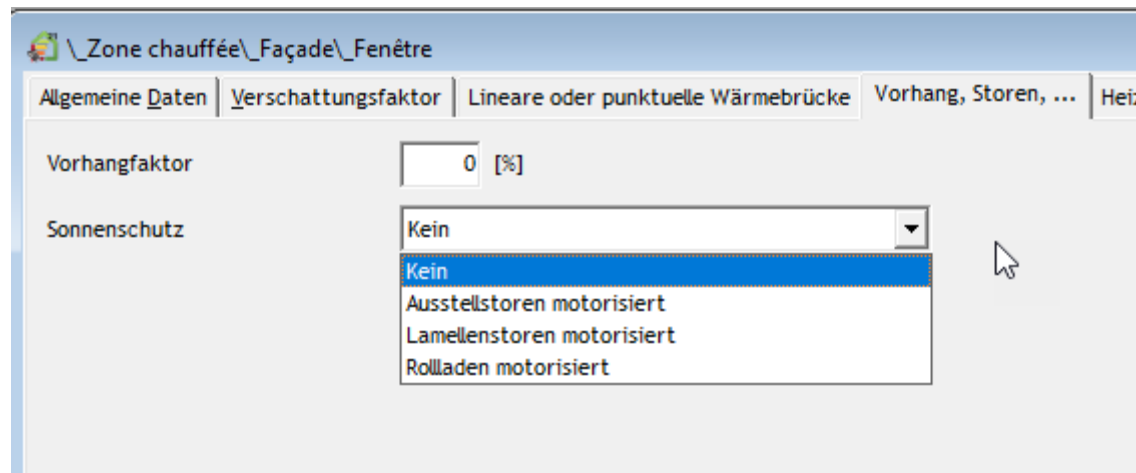 \_Zone chauffée\_Façade\_Fenêtre
Allgemeine Daten Verschattungsfaktor Lineare oder punktuelle Wärmebrücke Vorhang, Storen, ...
Vorhangfaktor 0 [%]
Sonnenschutz Kein
Kein
Ausstellstoren motorisiert
Lamellenstoren motorisiert
Rollladen motorisiert